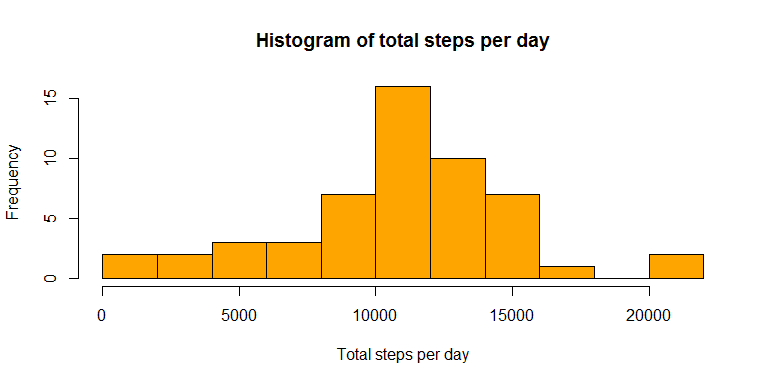 Histogram of total steps per day
Frequency
15
10
5
0
0 5000 10000 15000 20000
Total steps per day